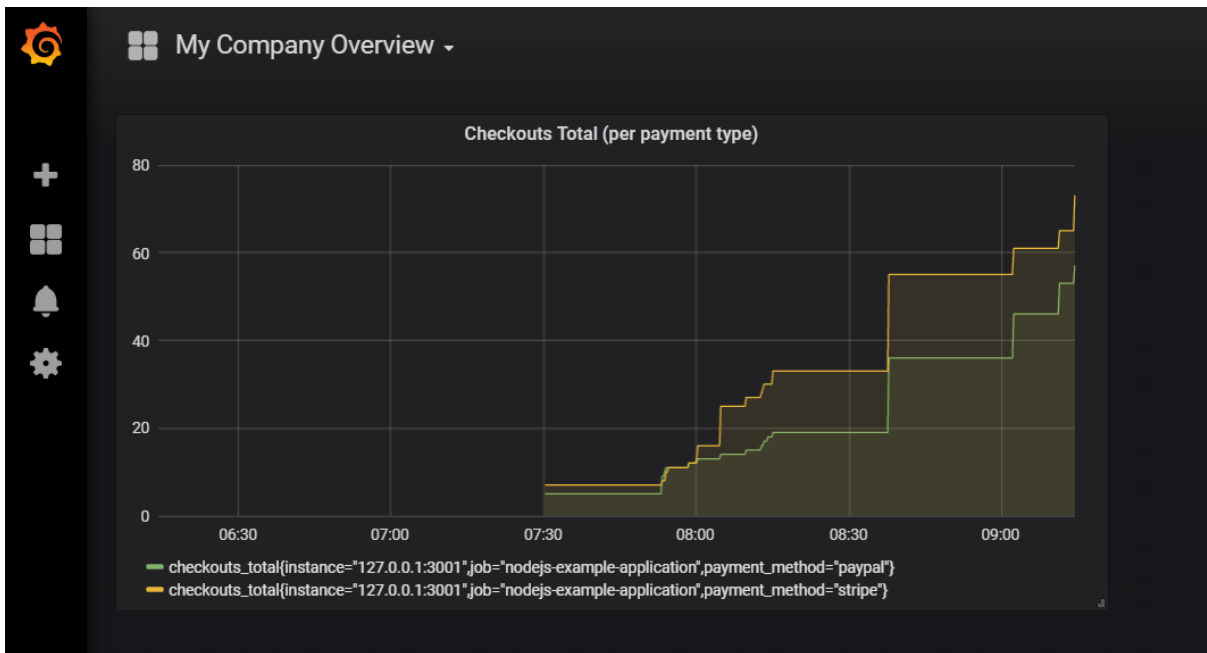 My Company Overview
Checkouts Total (per payment type)
80
60
40
20
0
06:30 07:00 07:30 08:00 08:30 09:00
checkouts_total{instance="127.0.0.1:3001",job="nodejs-example-application",payment_method="paypal"}
checkouts_total{instance="127.0.0.1:3001",job="nodejs-example-application",payment_method="stripe"}